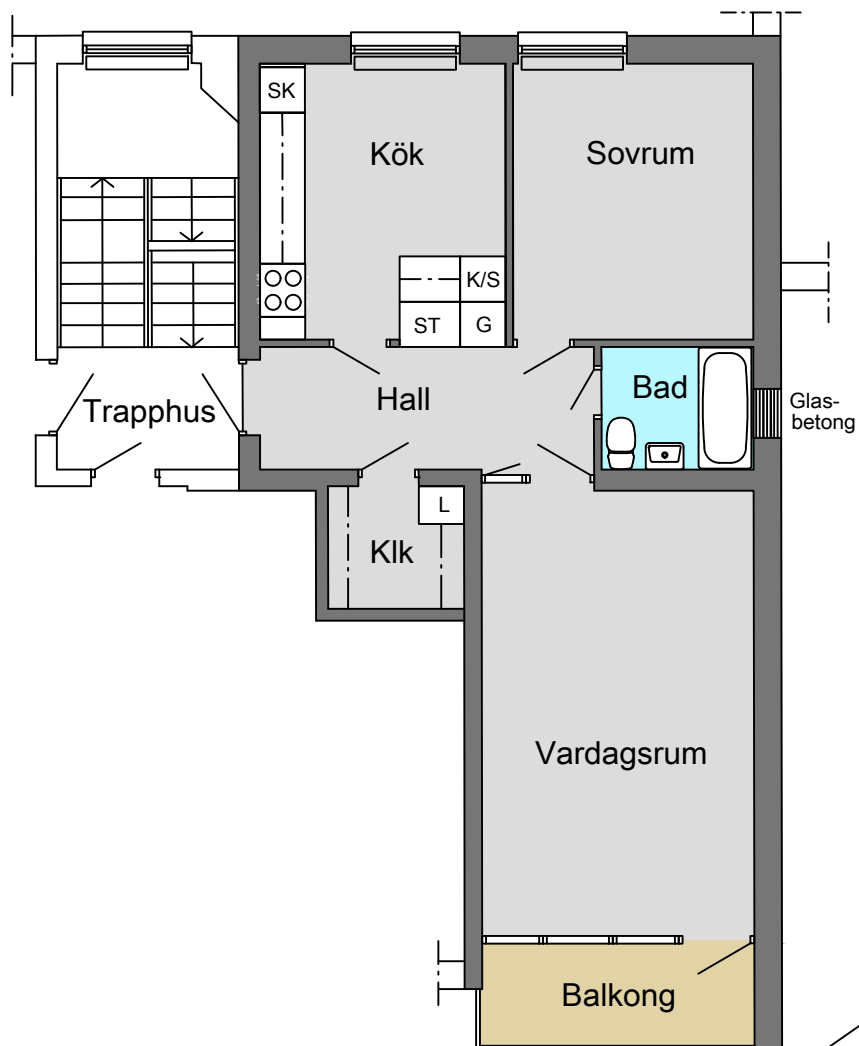 SK
Kök
Sovrum
K/S
ST
G
Trapphus
Hall
Bad
Glas-
betong
L
Klk
Vardagsrum
Balkong